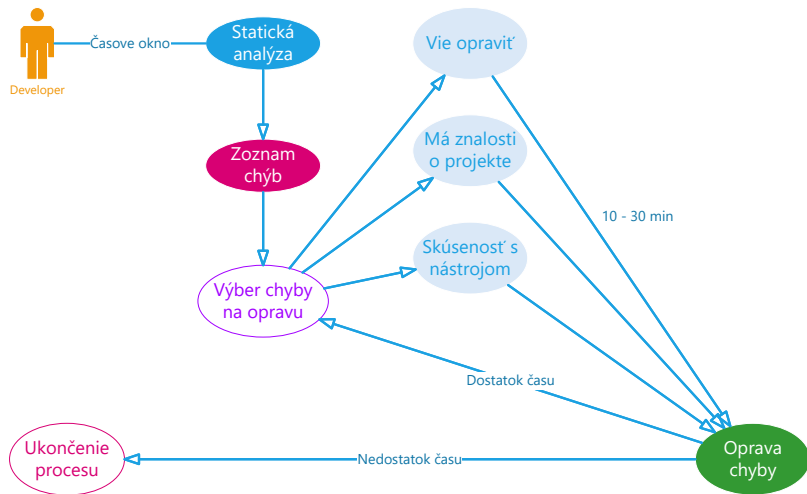 Developer
Časove okno
Statická
analýza
Zoznam
chýb
Výber chyby
na opravu
Vie opraviť
Má znalosti
o projekte
Skúsenosť s
nástrojom
10 - 30 min
Dostatok času
Oprava
chyby
Nedostatok času
Ukončenie
procesu